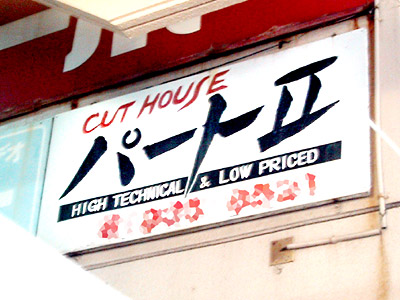 CUT HOUSE
パートⅡ
HIGH TECHNICAL & LOW PRICED